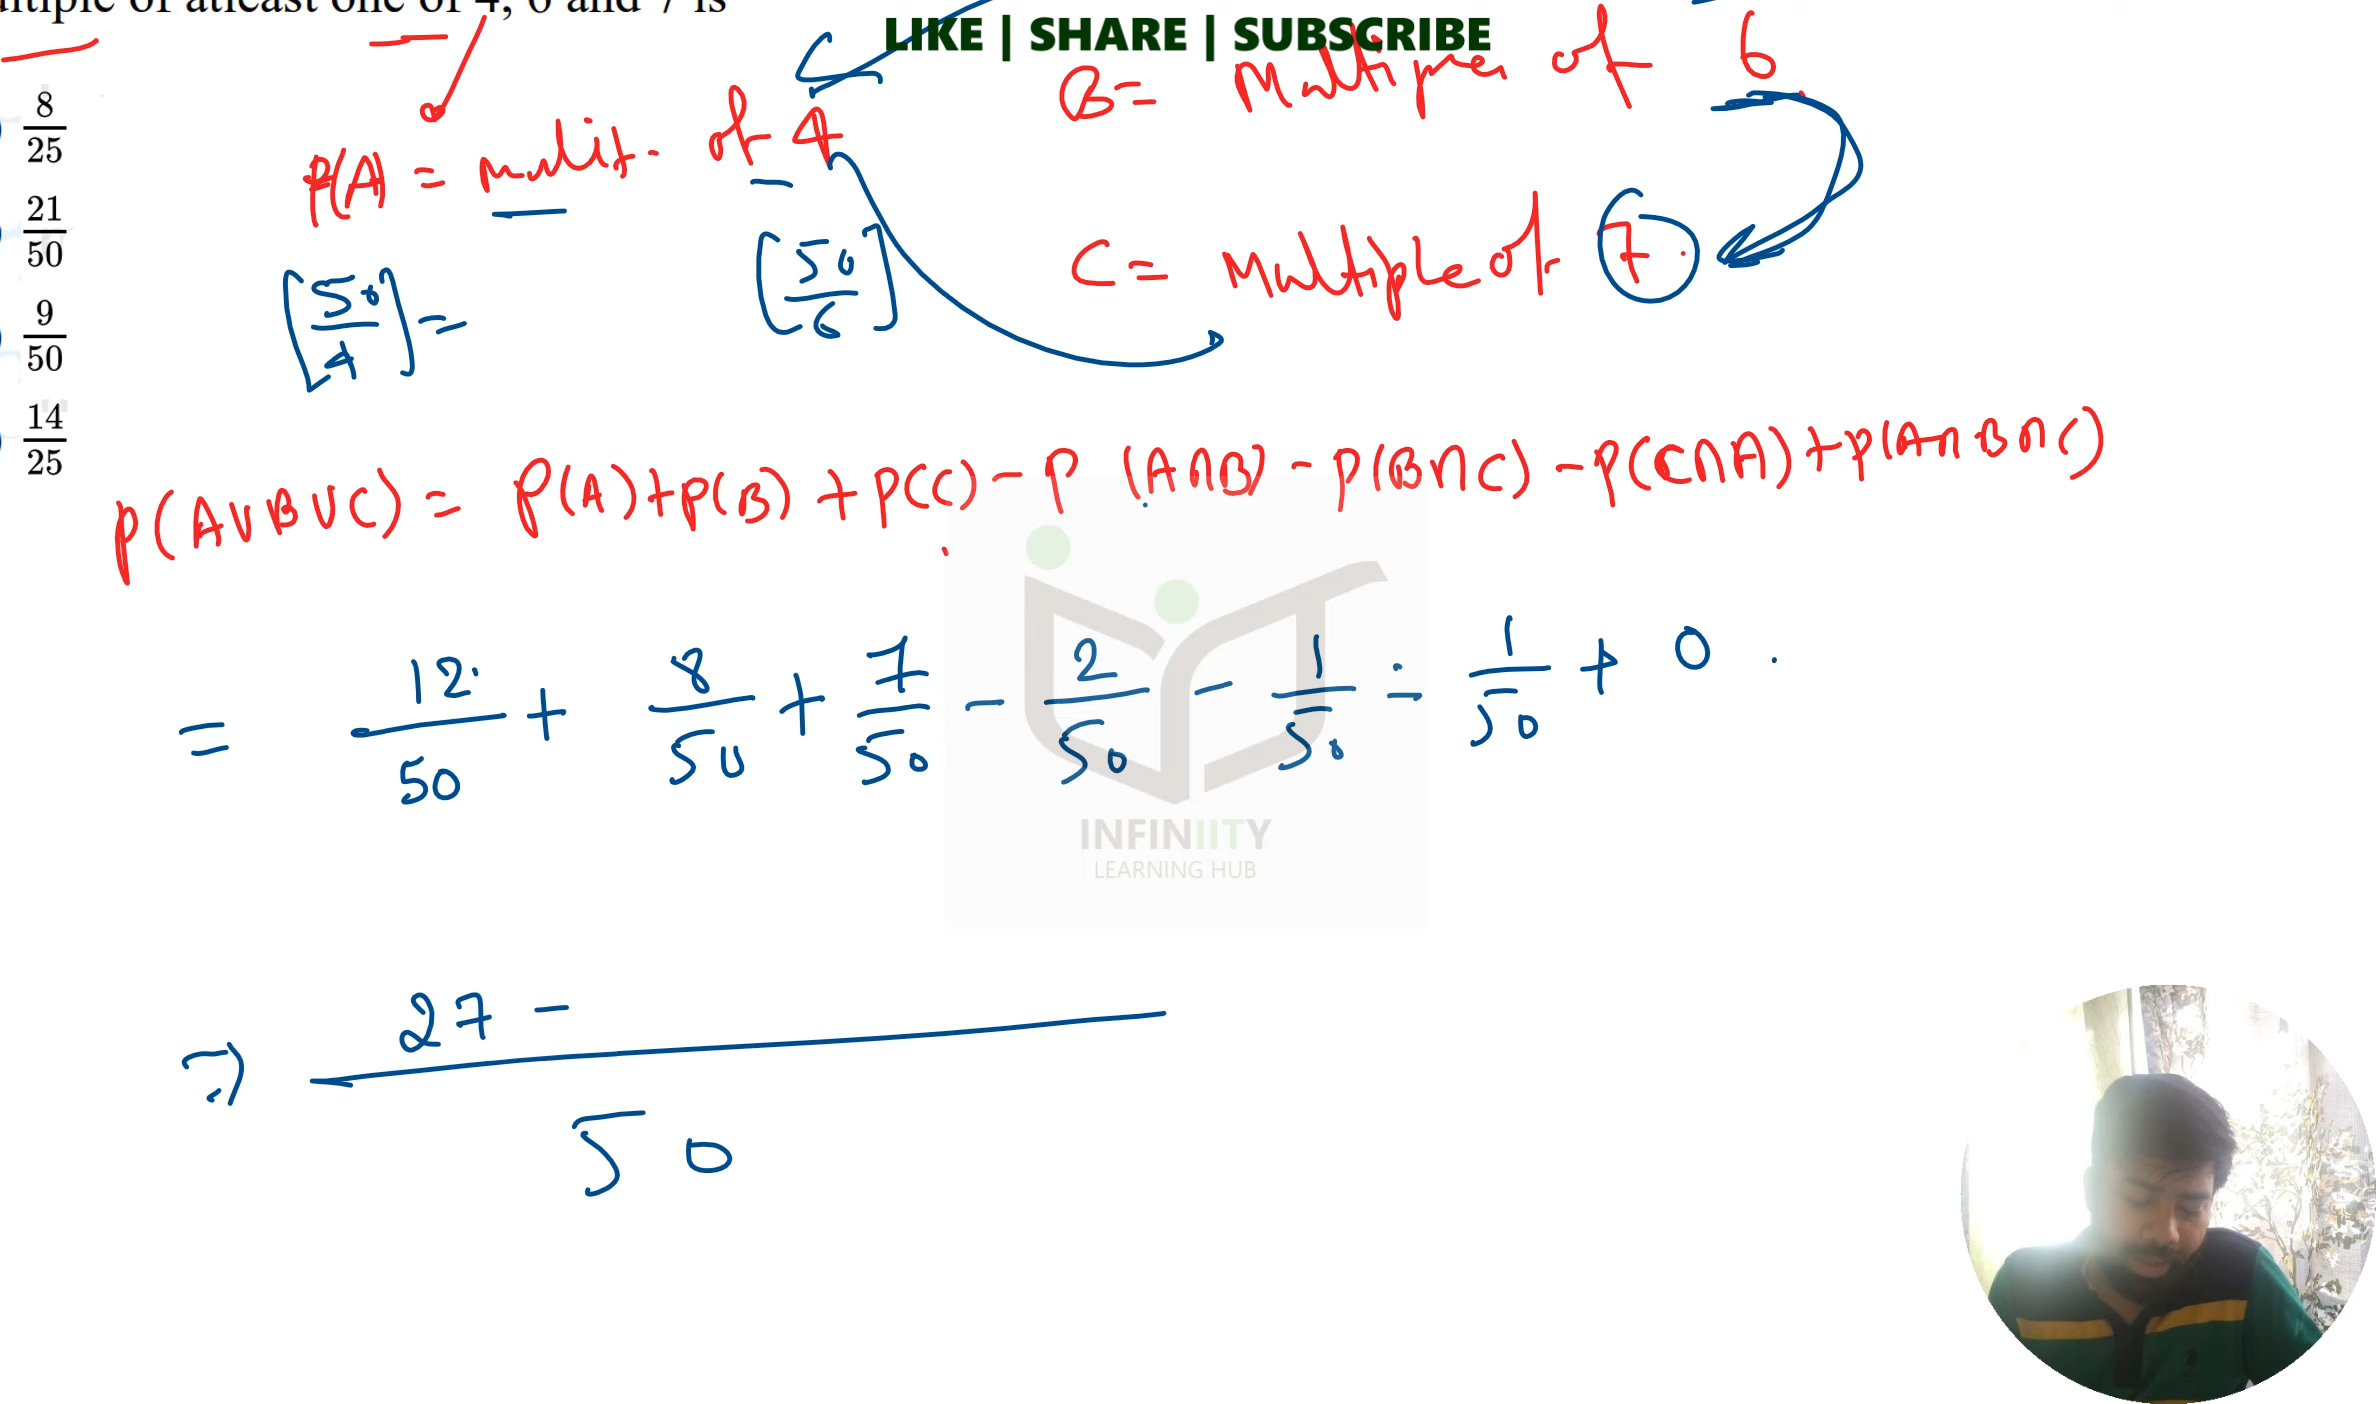 multiple of atleast one of 4, 6 and 7 is
LIKE | SHARE | SUBSCRIBE
B = Multiples of 6
P(A) = mult. of 4
C = Multiple of 7.
[50/4] =
[50/6]
8/25
21/50
9/50
14/25
P(A∪B∪C) = P(A)+P(B)+P(C)-P(A∩B)-P(B∩C)-P(C∩A)+P(A∩B∩C)
= 12/50 + 8/50 + 7/50 - 2/50 - 1/50 - 1/50 + 0.
INFINIITY
LEARNING HUB
⇒ 27 - / 50